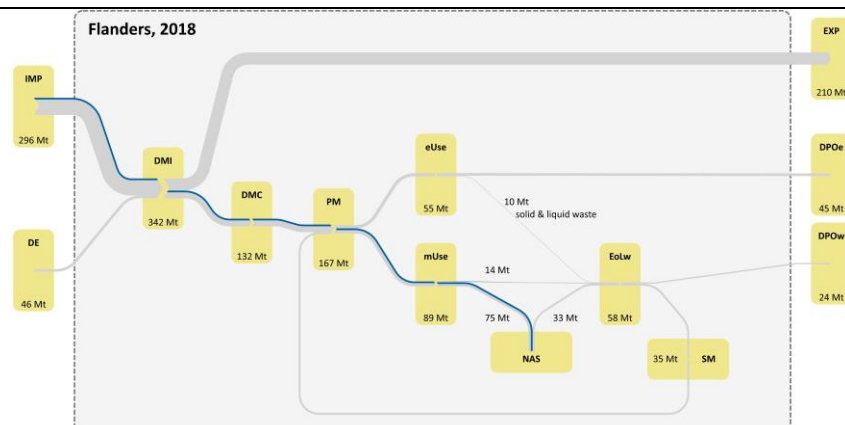 Flanders, 2018
EXP
210 Mt
IMP
296 Mt
DMI
342 Mt
eUse
55 Mt
DPOe
45 Mt
10 Mt
solid & liquid waste
DMC
132 Mt
PM
167 Mt
DE
46 Mt
mUse
89 Mt
14 Mt
75 Mt
33 Mt
EoLw
58 Mt
DPOw
24 Mt
NAS
35 Mt
SM